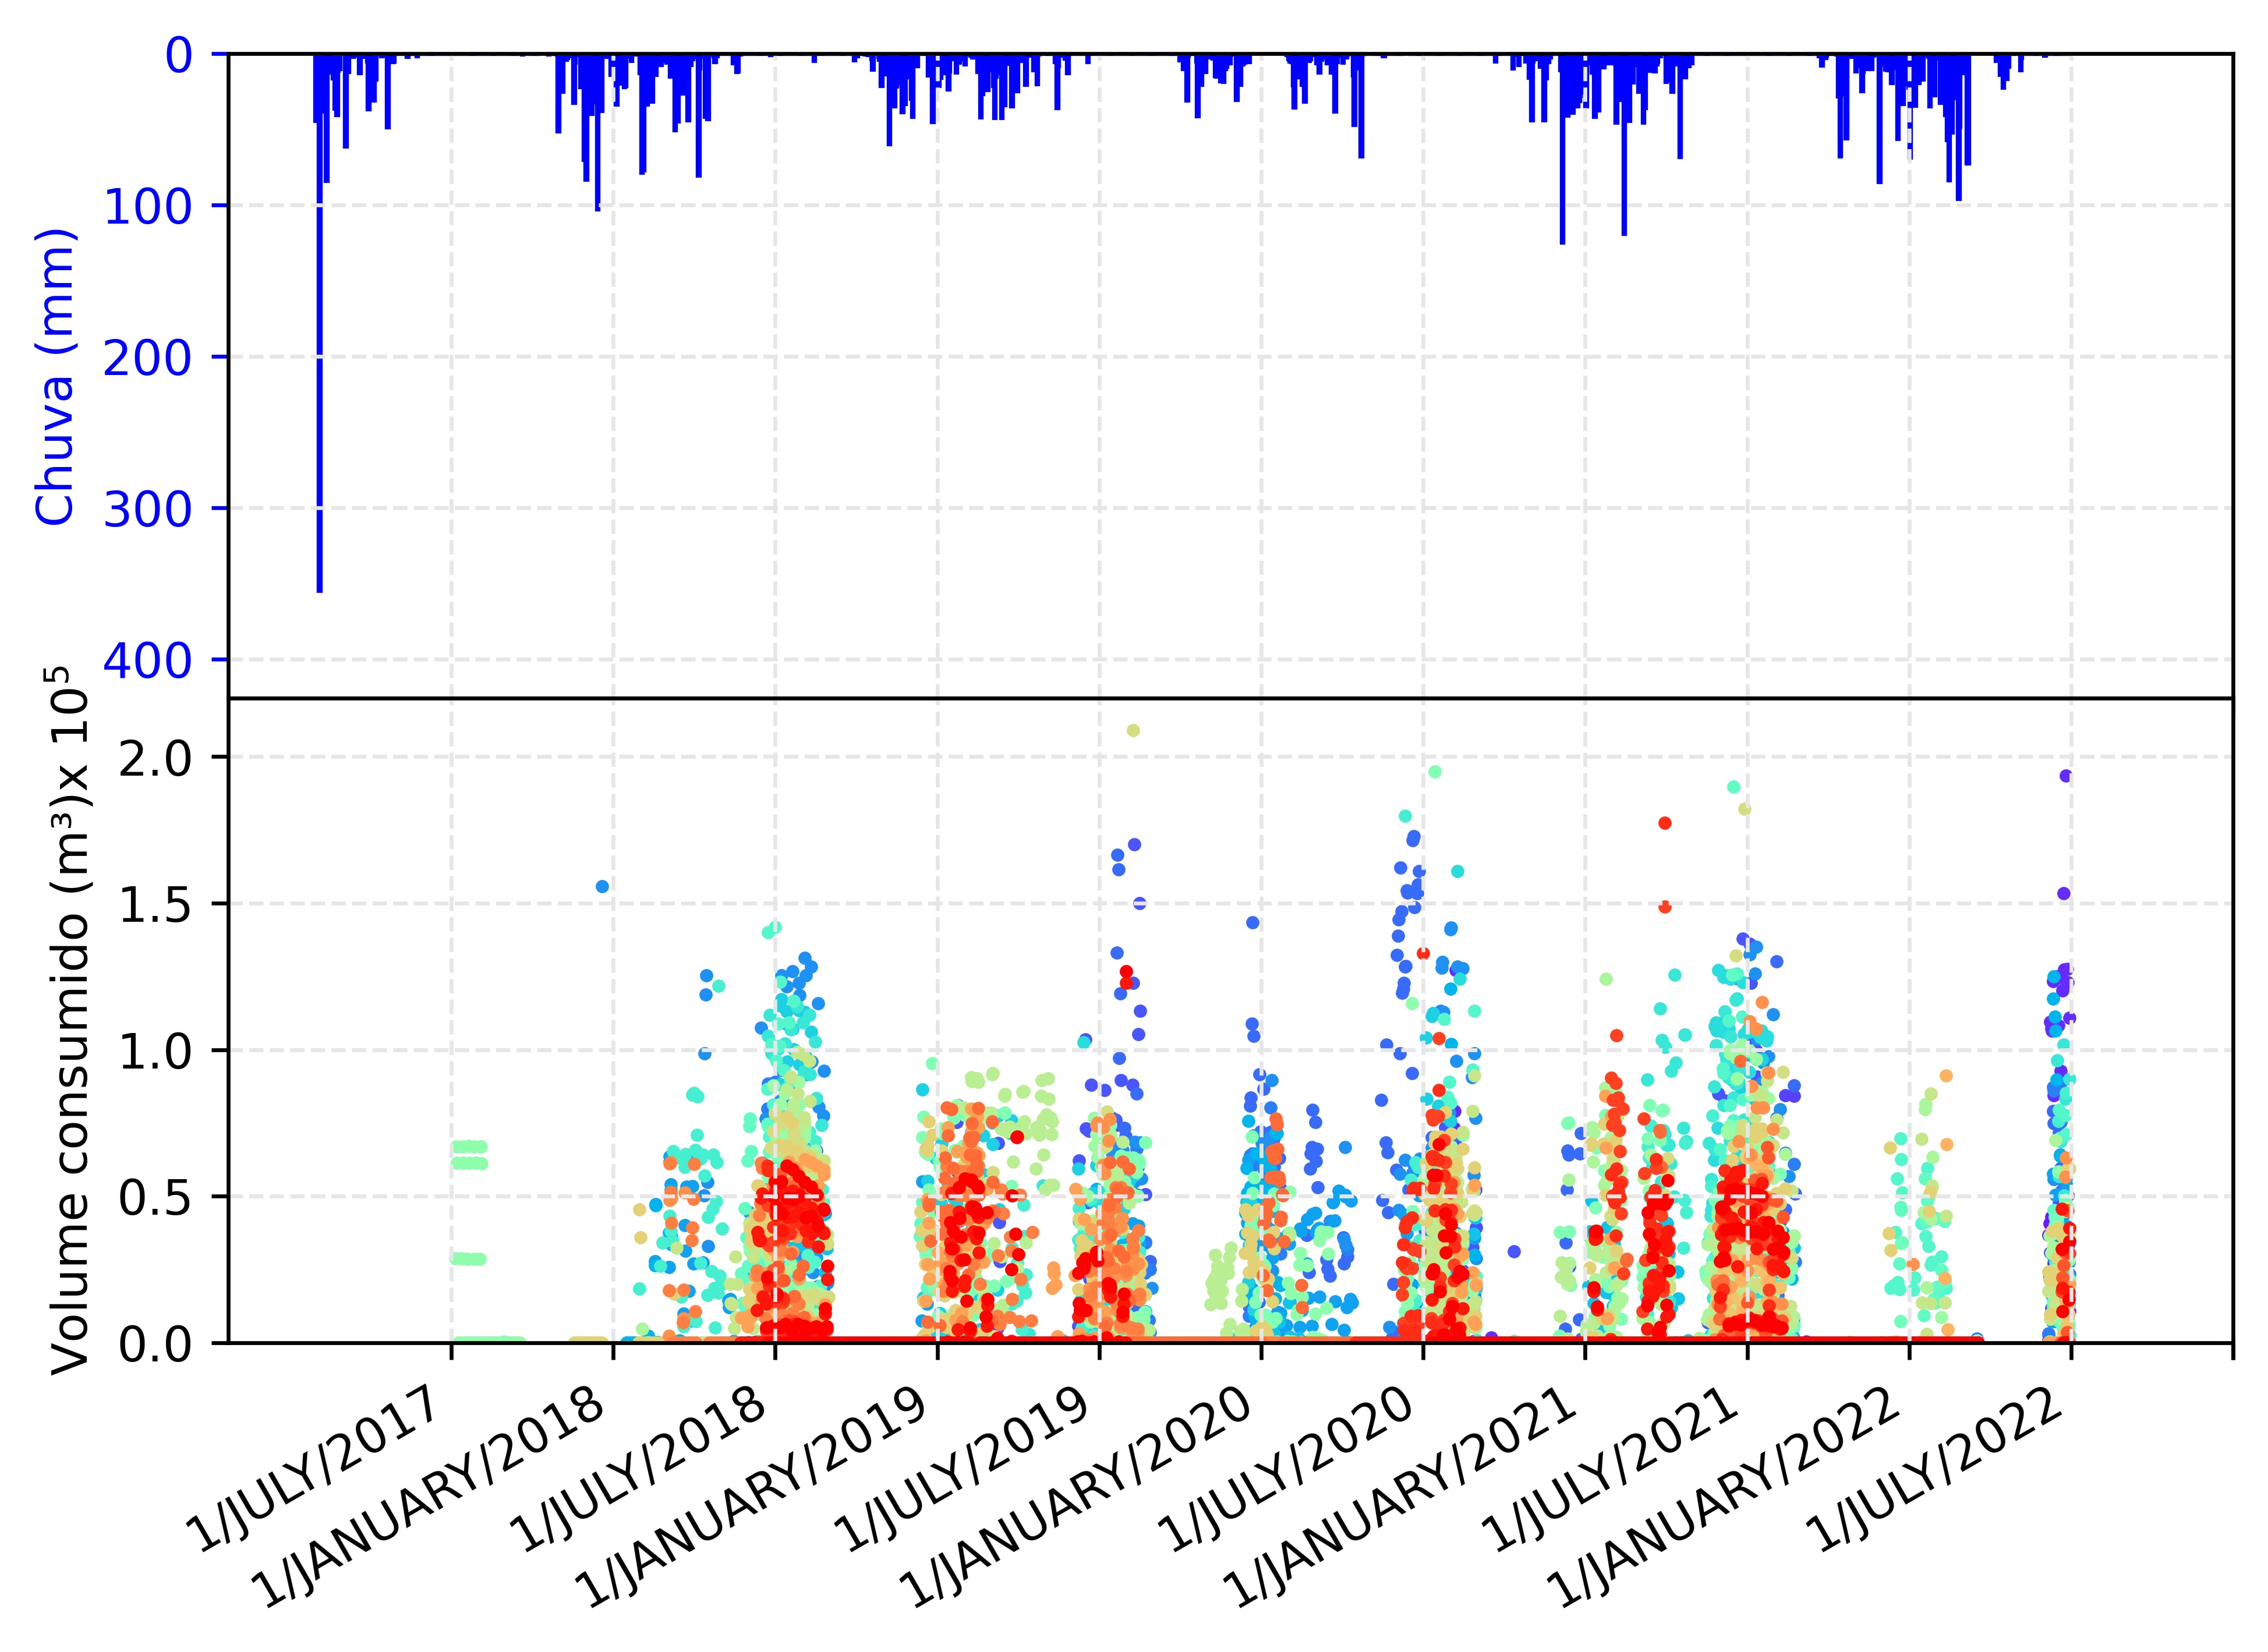 0
100
200
300
400
Chuva (mm)
2.0
1.5
1.0
0.5
0.0
Volume consumido (m³)x 10⁵
1/JULY/2017
1/JANUARY/2018
1/JULY/2018
1/JANUARY/2019
1/JULY/2019
1/JANUARY/2020
1/JULY/2020
1/JANUARY/2021
1/JULY/2021
1/JANUARY/2022
1/JULY/2022